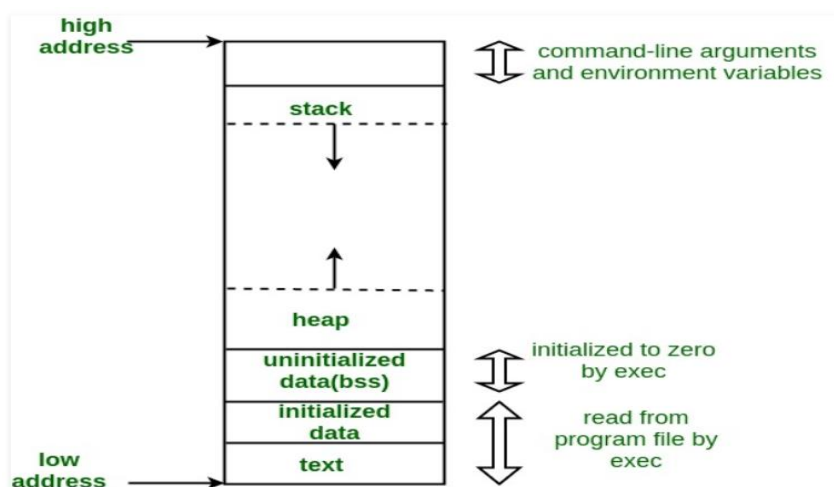 high
address
command-line arguments
and environment variables
stack
heap
uninitialized
data(bss)
initialized to zero
by exec
initialized
data
read from
program file by
exec
text
low
address